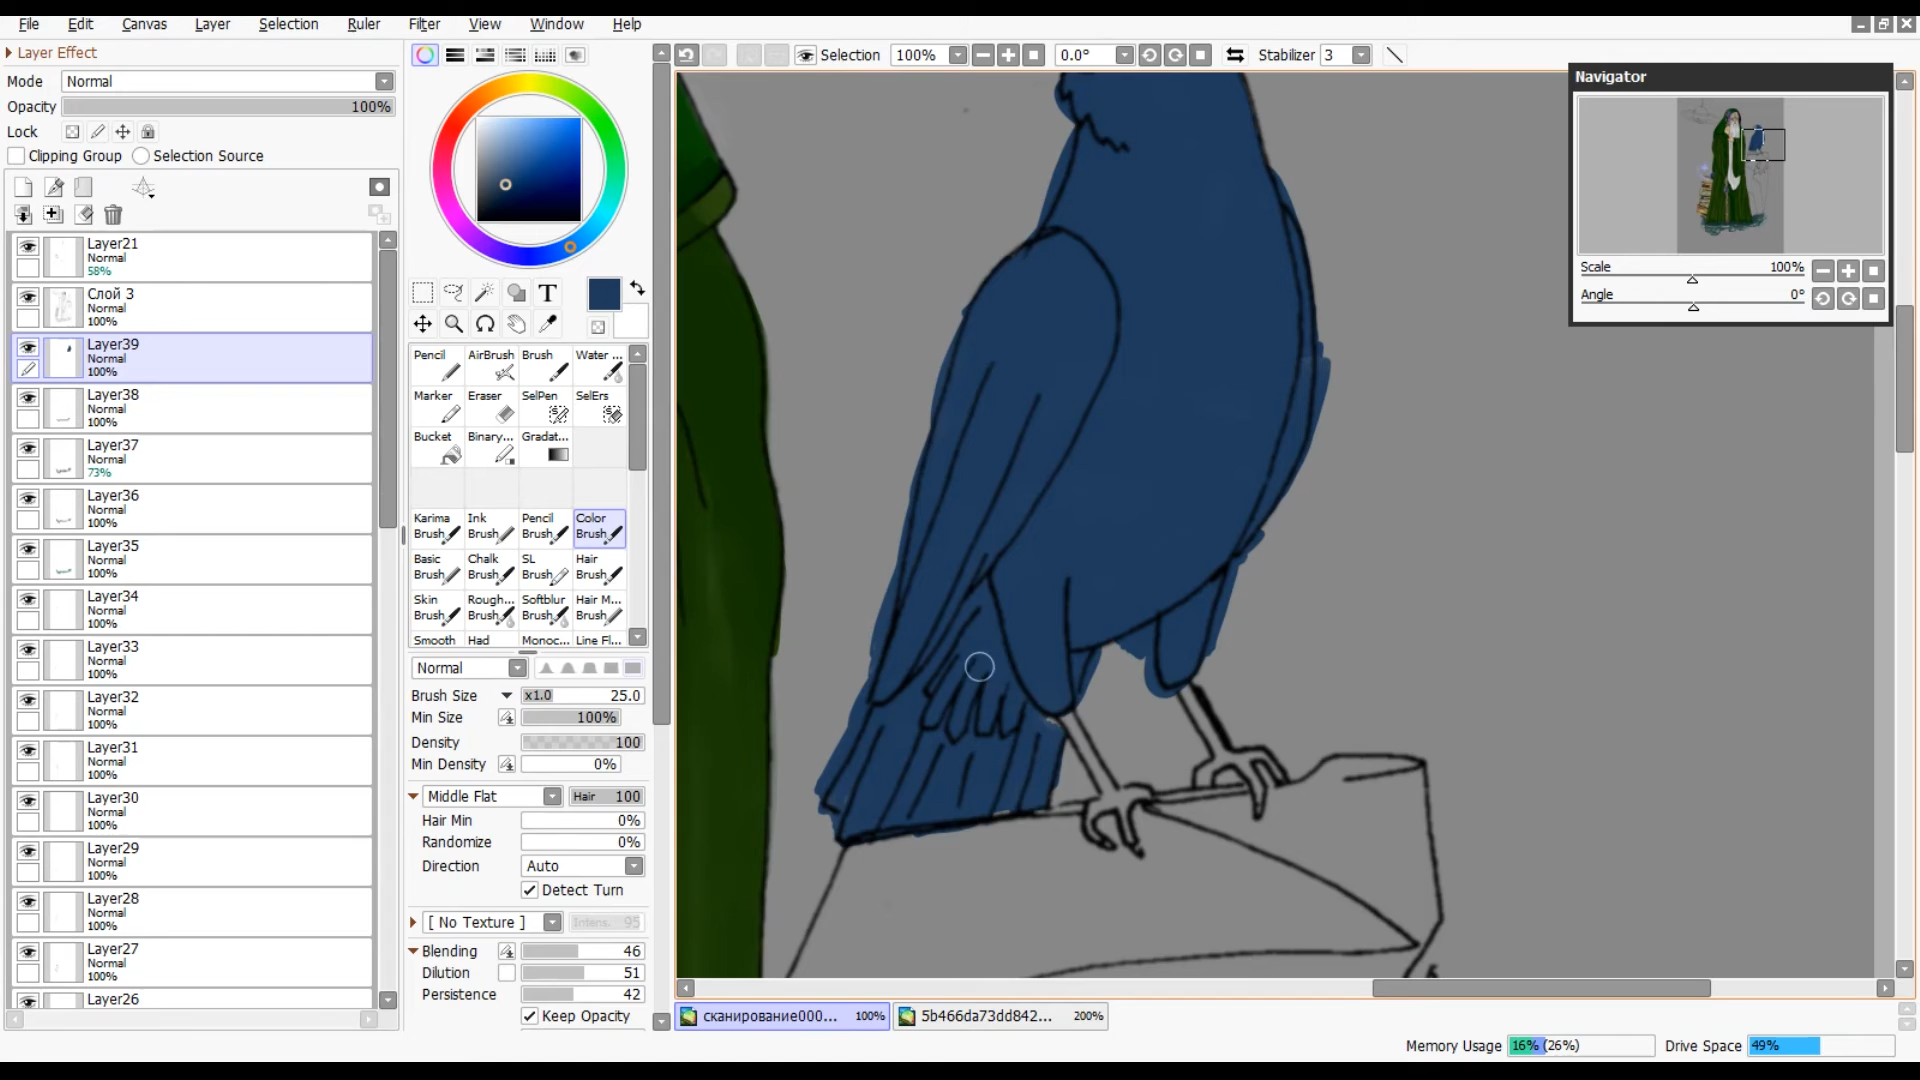 File Edit Canvas Layer Selection Ruler Filter View Window Help
Layer Effect
Mode Normal
Opacity 100%
Lock
Clipping Group Selection Source
Layer21
Normal
58%
Слой 3
Normal
100%
Layer39
Normal
100%
Layer38
Normal
100%
Layer37
Normal
73%
Layer36
Normal
100%
Layer35
Normal
100%
Layer34
Normal
100%
Layer33
Normal
100%
Layer32
Normal
100%
Layer31
Normal
100%
Layer30
Normal
100%
Layer29
Normal
100%
Layer28
Normal
100%
Layer27
Normal
100%
Layer26
T
Pencil AirBrush Brush Water ...
Marker Eraser SelPen SelErs
Bucket Binary... Gradat...
Karima Brush Ink Brush Pencil Brush Color Brush
Basic Brush Chalk Brush SL Brush Hair Brush
Skin Brush Rough... Brush Softblur Brush Hair M... Brush
Smooth Had Monoc... Line Fl...
Normal
Brush Size x1.0 25.0
Min Size 100%
Density 100
Min Density 0%
Middle Flat Hair 100
Hair Min 0%
Randomize 0%
Direction Auto
Detect Turn
[ No Texture ] Intens. 95
Blending 46
Dilution 51
Persistence 42
Keep Opacity
Selection 100% 0.0° Stabilizer 3
Navigator
Scale 100%
Angle 0°
сканирование000... 100% 5b466da73dd842... 200%
Memory Usage 16% (26%) Drive Space 49%